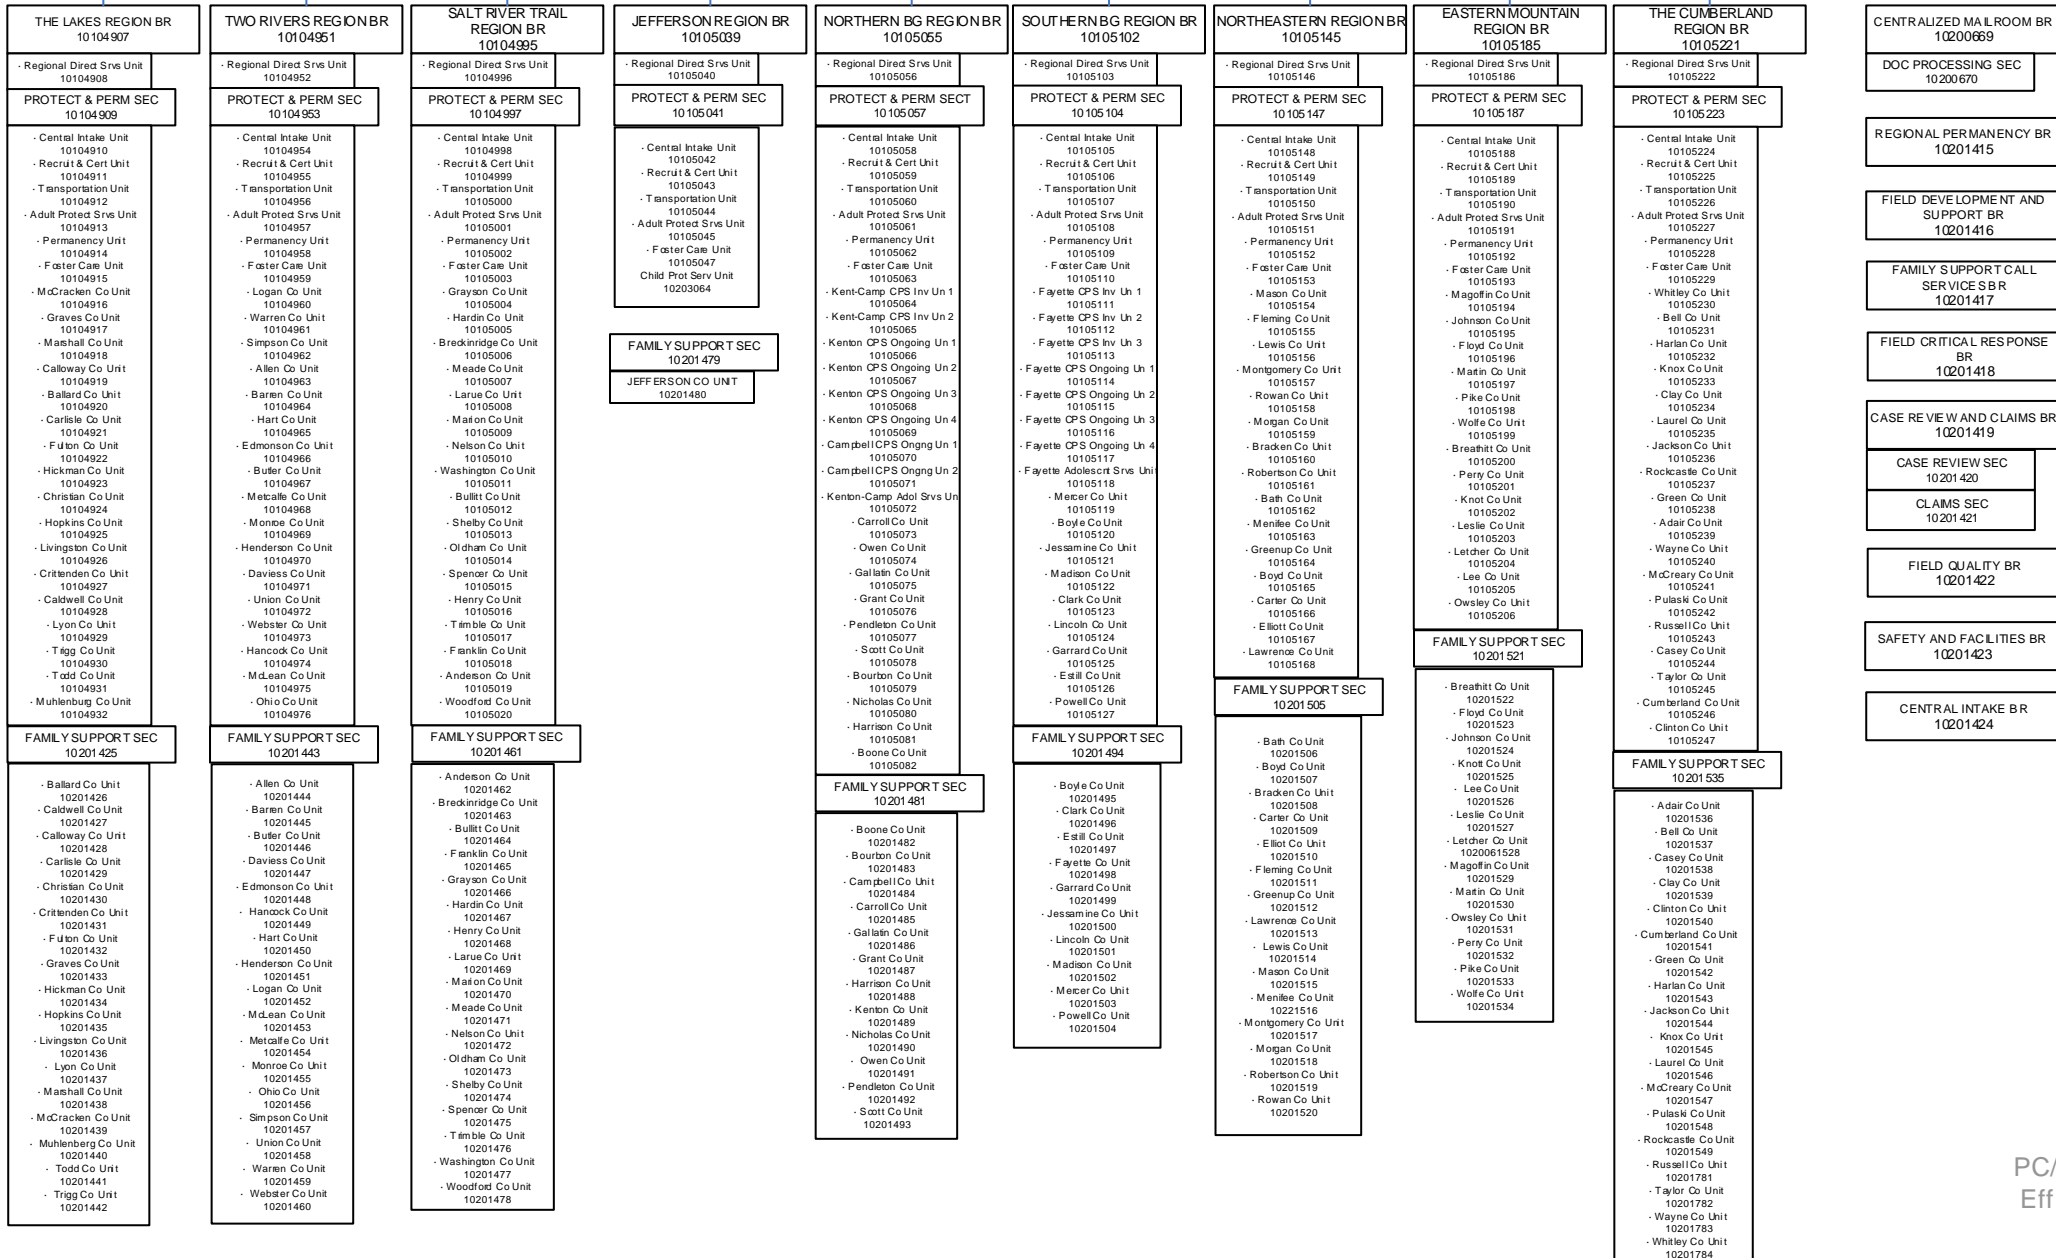 THE LAKES REGION BR
10104907
· Regional Direct Srvs Unit
10104908
PROTECT & PERM SEC
10104909
· Central Intake Unit
10104910
· Recruit & Cert Unit
10104911
· Transportation Unit
10104912
· Adult Protect Srvs Unit
10104913
· Permanency Unit
10104914
· Foster Care Unit
10104915
· McCracken Co Unit
10104916
· Graves Co Unit
10104917
· Marshall Co Unit
10104918
· Calloway Co Unit
10104919
· Ballard Co Unit
10104920
· Carlisle Co Unit
10104921
· Fulton Co Unit
10104922
· Hickman Co Unit
10104923
· Christian Co Unit
10104924
· Hopkins Co Unit
10104925
· Livingston Co Unit
10104926
· Crittenden Co Unit
10104927
· Caldwell Co Unit
10104928
· Lyon Co Unit
10104929
· Trigg Co Unit
10104930
· Todd Co Unit
10104931
· Muhlenburg Co Unit
10104932
FAMILY SUPPORT SEC
10201425
· Ballard Co Unit
10201426
· Caldwell Co Unit
10201427
· Calloway Co Unit
10201428
· Carlisle Co Unit
10201429
· Christian Co Unit
10201430
· Crittenden Co Unit
10201431
· Fulton Co Unit
10201432
· Graves Co Unit
10201433
· Hickman Co Unit
10201434
· Hopkins Co Unit
10201435
· Livingston Co Unit
10201436
· Lyon Co Unit
10201437
· Marshall Co Unit
10201438
· McCracken Co Unit
10201439
· Muhlenberg Co Unit
10201440
· Todd Co Unit
10201441
· Trigg Co Unit
10201442
TWO RIVERS REGION BR
10104951
· Regional Direct Srvs Unit
10104952
PROTECT & PERM SEC
10104953
· Central Intake Unit
10104954
· Recruit & Cert Unit
10104955
· Transportation Unit
10104956
· Adult Protect Srvs Unit
10104957
· Permanency Unit
10104958
· Foster Care Unit
10104959
· Logan Co Unit
10104960
· Warren Co Unit
10104961
· Simpson Co Unit
10104962
· Allen Co Unit
10104963
· Barren Co Unit
10104964
· Hart Co Unit
10104965
· Edmonson Co Unit
10104966
· Butler Co Unit
10104967
· Metcalfe Co Unit
10104968
· Monroe Co Unit
10104969
· Henderson Co Unit
10104970
· Daviess Co Unit
10104971
· Union Co Unit
10104972
· Webster Co Unit
10104973
· Hancock Co Unit
10104974
· McLean Co Unit
10104975
· Ohio Co Unit
10104976
FAMILY SUPPORT SEC
10201443
· Allen Co Unit
10201444
· Barren Co Unit
10201445
· Butler Co Unit
10201446
· Daviess Co Unit
10201447
· Edmonson Co Unit
10201448
· Hancock Co Unit
10201449
· Hart Co Unit
10201450
· Henderson Co Unit
10201451
· Logan Co Unit
10201452
· McLean Co Unit
10201453
· Metcalfe Co Unit
10201454
· Monroe Co Unit
10201455
· Ohio Co Unit
10201456
· Simpson Co Unit
10201457
· Union Co Unit
10201458
· Warren Co Unit
10201459
· Webster Co Unit
10201460
SALT RIVER TRAIL
REGION BR
10104995
· Regional Direct Srvs Unit
10104996
PROTECT & PERM SEC
10104997
· Central Intake Unit
10104998
· Recruit & Cert Unit
10104999
· Transportation Unit
10105000
· Adult Protect Srvs Unit
10105001
· Permanency Unit
10105002
· Foster Care Unit
10105003
· Grayson Co Unit
10105004
· Hardin Co Unit
10105005
· Breckinridge Co Unit
10105006
· Meade Co Unit
10105007
· Larue Co Unit
10105008
· Marion Co Unit
10105009
· Nelson Co Unit
10105010
· Washington Co Unit
10105011
· Bullitt Co Unit
10105012
· Shelby Co Unit
10105013
· Oldham Co Unit
10105014
· Spencer Co Unit
10105015
· Henry Co Unit
10105016
· Trimble Co Unit
10105017
· Franklin Co Unit
10105018
· Anderson Co Unit
10105019
· Woodford Co Unit
10105020
FAMILY SUPPORT SEC
10201461
· Anderson Co Unit
10201462
· Breckinridge Co Unit
10201463
· Bullitt Co Unit
10201464
· Franklin Co Unit
10201465
· Grayson Co Unit
10201466
· Hardin Co Unit
10201467
· Henry Co Unit
10201468
· Larue Co Unit
10201469
· Marion Co Unit
10201470
· Meade Co Unit
10201471
· Nelson Co Unit
10201472
· Oldham Co Unit
10201473
· Shelby Co Unit
10201474
· Spencer Co Unit
10201475
· Trimble Co Unit
10201476
· Washington Co Unit
10201477
· Woodford Co Unit
10201478
JEFFERSON REGION BR
10105039
· Regional Direct Srvs Unit
10105040
PROTECT & PERM SEC
10105041
· Central Intake Unit
10105042
· Recruit & Cert Unit
10105043
· Transportation Unit
10105044
· Adult Protect Srvs Unit
10105045
· Foster Care Unit
10105047
Child Prot Serv Unit
10203064
FAMILY SUPPORT SEC
10201479
JEFFERSON CO UNIT
10201480
NORTHERN BG REGION BR
10105055
· Regional Direct Srvs Unit
10105056
PROTECT & PERM SECT
10105057
· Central Intake Unit
10105058
· Recruit & Cert Unit
10105059
· Transportation Unit
10105060
· Adult Protect Srvs Unit
10105061
· Permanency Unit
10105062
· Foster Care Unit
10105063
· Kent-Camp CPS Inv Un 1
10105064
· Kent-Camp CPS Inv Un 2
10105065
· Kenton CPS Ongoing Un 1
10105066
· Kenton CPS Ongoing Un 2
10105067
· Kenton CPS Ongoing Un 3
10105068
· Kenton CPS Ongoing Un 4
10105069
· Campbell CPS Ongng Un 1
10105070
· Campbell CPS Ongng Un 2
10105071
· Kenton-Camp Adol Srvs Un
10105072
· Carroll Co Unit
10105073
· Owen Co Unit
10105074
· Gallatin Co Unit
10105075
· Grant Co Unit
10105076
· Pendleton Co Unit
10105077
· Scott Co Unit
10105078
· Bourbon Co Unit
10105079
· Nicholas Co Unit
10105080
· Harrison Co Unit
10105081
· Boone Co Unit
10105082
FAMILY SUPPORT SEC
10201481
· Boone Co Unit
10201482
· Bourbon Co Unit
10201483
· Campbell Co Unit
10201484
· Carroll Co Unit
10201485
· Gallatin Co Unit
10201486
· Grant Co Unit
10201487
· Harrison Co Unit
10201488
· Kenton Co Unit
10201489
· Nicholas Co Unit
10201490
· Owen Co Unit
10201491
· Pendleton Co Unit
10201492
· Scott Co Unit
10201493
SOUTHERN BG REGION BR
10105102
· Regional Direct Srvs Unit
10105103
PROTECT & PERM SEC
10105104
· Central Intake Unit
10105105
· Recruit & Cert Unit
10105106
· Transportation Unit
10105107
· Adult Protect Srvs Unit
10105108
· Permanency Unit
10105109
· Foster Care Unit
10105110
· Fayette CPS Inv Un 1
10105111
· Fayette CPS Inv Un 2
10105112
· Fayette CPS Inv Un 3
10105113
· Fayette CPS Ongoing Un 1
10105114
· Fayette CPS Ongoing Un 2
10105115
· Fayette CPS Ongoing Un 3
10105116
· Fayette CPS Ongoing Un 4
10105117
· Fayette Adolescnt Srvs Unit
10105118
· Mercer Co Unit
10105119
· Boyle Co Unit
10105120
· Jessamine Co Unit
10105121
· Madison Co Unit
10105122
· Clark Co Unit
10105123
· Lincoln Co Unit
10105124
· Garrard Co Unit
10105125
· Estill Co Unit
10105126
· Powell Co Unit
10105127
FAMILY SUPPORT SEC
10201494
· Boyle Co Unit
10201495
· Clark Co Unit
10201496
· Estill Co Unit
10201497
· Fayette Co Unit
10201498
· Garrard Co Unit
10201499
· Jessamine Co Unit
10201500
· Lincoln Co Unit
10201501
· Madison Co Unit
10201502
· Mercer Co Unit
10201503
· Powell Co Unit
10201504
NORTHEASTERN REGION BR
10105145
· Regional Direct Srvs Unit
10105146
PROTECT & PERM SEC
10105147
· Central Intake Unit
10105148
· Recruit & Cert Unit
10105149
· Transportation Unit
10105150
· Adult Protect Srvs Unit
10105151
· Permanency Unit
10105152
· Foster Care Unit
10105153
· Mason Co Unit
10105154
· Fleming Co Unit
10105155
· Lewis Co Unit
10105156
· Montgomery Co Unit
10105157
· Rowan Co Unit
10105158
· Morgan Co Unit
10105159
· Bracken Co Unit
10105160
· Robertson Co Unit
10105161
· Bath Co Unit
10105162
· Menifee Co Unit
10105163
· Greenup Co Unit
10105164
· Boyd Co Unit
10105165
· Carter Co Unit
10105166
· Elliott Co Unit
10105167
· Lawrence Co Unit
10105168
FAMILY SUPPORT SEC
10201505
· Bath Co Unit
10201506
· Boyd Co Unit
10201507
· Bracken Co Unit
10201508
· Carter Co Unit
10201509
· Elliot Co Unit
10201510
· Fleming Co Unit
10201511
· Greenup Co Unit
10201512
· Lawrence Co Unit
10201513
· Lewis Co Unit
10201514
· Mason Co Unit
10201515
· Menifee Co Unit
10221516
· Montgomery Co Unit
10201517
· Morgan Co Unit
10201518
· Robertson Co Unit
10201519
· Rowan Co Unit
10201520
EASTERN MOUNTAIN
REGION BR
10105185
· Regional Direct Srvs Unit
10105186
PROTECT & PERM SEC
10105187
· Central Intake Unit
10105188
· Recruit & Cert Unit
10105189
· Transportation Unit
10105190
· Adult Protect Srvs Unit
10105191
· Permanency Unit
10105192
· Foster Care Unit
10105193
· Magoffin Co Unit
10105194
· Johnson Co Unit
10105195
· Floyd Co Unit
10105196
· Martin Co Unit
10105197
· Pike Co Unit
10105198
· Wolfe Co Unit
10105199
· Breathitt Co Unit
10105200
· Perry Co Unit
10105201
· Knot Co Unit
10105202
· Leslie Co Unit
10105203
· Letcher Co Unit
10105204
· Lee Co Unit
10105205
· Owsley Co Unit
10105206
FAMILY SUPPORT SEC
10201521
· Breathitt Co Unit
10201522
· Floyd Co Unit
10201523
· Johnson Co Unit
10201524
· Knott Co Unit
10201525
· Lee Co Unit
10201526
· Leslie Co Unit
10201527
· Letcher Co Unit
1020061528
· Magoffin Co Unit
10201529
· Martin Co Unit
10201530
· Owsley Co Unit
10201531
· Perry Co Unit
10201532
· Pike Co Unit
10201533
· Wolfe Co Unit
10201534
THE CUMBERLAND
REGION BR
10105221
· Regional Direct Srvs Unit
10105222
PROTECT & PERM SEC
10105223
· Central Intake Unit
10105224
· Recruit & Cert Unit
10105225
· Transportation Unit
10105226
· Adult Protect Srvs Unit
10105227
· Permanency Unit
10105228
· Foster Care Unit
10105229
· Whitley Co Unit
10105230
· Bell Co Unit
10105231
· Harlan Co Unit
10105232
· Knox Co Unit
10105233
· Clay Co Unit
10105234
· Laurel Co Unit
10105235
· Jackson Co Unit
10105236
· Rockcastle Co Unit
10105237
· Green Co Unit
10105238
· Adair Co Unit
10105239
· Wayne Co Unit
10105240
· McCreary Co Unit
10105241
· Pulaski Co Unit
10105242
· Russell Co Unit
10105243
· Casey Co Unit
10105244
· Taylor Co Unit
10105245
· Cumberland Co Unit
10105246
· Clinton Co Unit
10105247
FAMILY SUPPORT SEC
10201535
· Adair Co Unit
10201536
· Bell Co Unit
10201537
· Casey Co Unit
10201538
· Clay Co Unit
10201539
· Clinton Co Unit
10201540
· Cumberland Co Unit
10201541
· Green Co Unit
10201542
· Harlan Co Unit
10201543
· Jackson Co Unit
10201544
· Knox Co Unit
10201545
· Laurel Co Unit
10201546
· McCreary Co Unit
10201547
· Pulaski Co Unit
10201548
· Rockcastle Co Unit
10201549
· Russell Co Unit
10201781
· Taylor Co Unit
10201782
· Wayne Co Unit
10201783
· Whitley Co Unit
10201784
CENTRALIZED MAILROOM BR
10200669
DOC PROCESSING SEC
10200670
REGIONAL PERMANENCY BR
10201415
FIELD DEVELOPMENT AND
SUPPORT BR
10201416
FAMILY SUPPORT CALL
SERVICES BR
10201417
FIELD CRITICAL RESPONSE
BR
10201418
CASE REVIEW AND CLAIMS BR
10201419
CASE REVIEW SEC
10201420
CLAIMS SEC
10201421
FIELD QUALITY BR
10201422
SAFETY AND FACILITIES BR
10201423
CENTRAL INTAKE BR
10201424
PC/
Eff